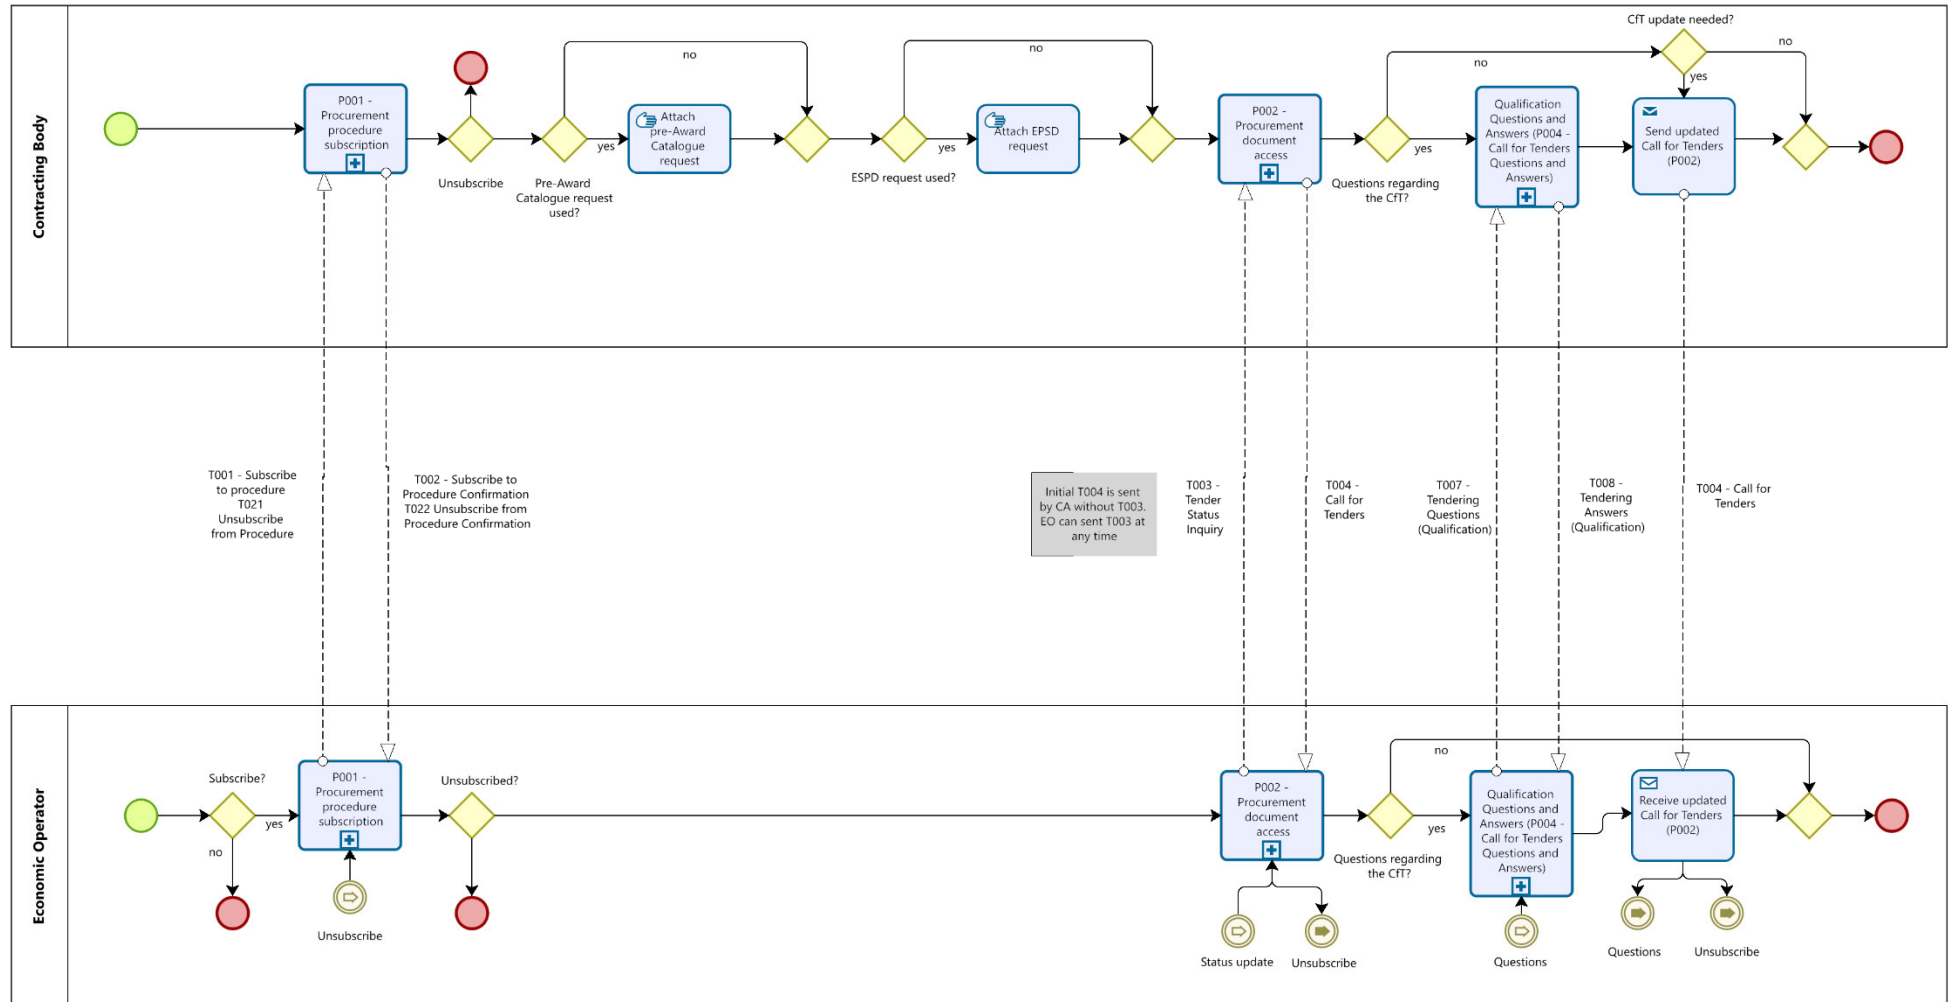 Contracting Body
CfT update needed?
no
no
no
no
yes
P001 -
Procurement
procedure
subscription
Unsubscribe
Pre-Award
Catalogue request
used?
yes
Attach
pre-Award
Catalogue
request
ESPD request used?
yes
Attach EPSD
request
P002 -
Procurement
document
access
Questions regarding
the CfT?
yes
Qualification
Questions and
Answers (P004 -
Call for Tenders
Questions and
Answers)
Send updated
Call for Tenders
(P002)
T001 - Subscribe
to procedure
T021
Unsubscribe
from Procedure
T002 - Subscribe to
Procedure Confirmation
T022 Unsubscribe from
Procedure Confirmation
Initial T004 is sent
by CA without T003.
EO can sent T003 at
any time
T003 -
Tender
Status
Inquiry
T004 -
Call for
Tenders
T007 -
Tendering
Questions
(Qualification)
T008 -
Tendering
Answers
(Qualification)
T004 - Call for
Tenders
Economic Operator
Subscribe?
yes
no
P001 -
Procurement
procedure
subscription
Unsubscribe
Unsubscribed?
P002 -
Procurement
document
access
Status update
Unsubscribe
no
yes
Questions regarding
the CfT?
Qualification
Questions and
Answers (P004 -
Call for Tenders
Questions and
Answers)
Questions
Receive updated
Call for Tenders
(P002)
Questions
Unsubscribe